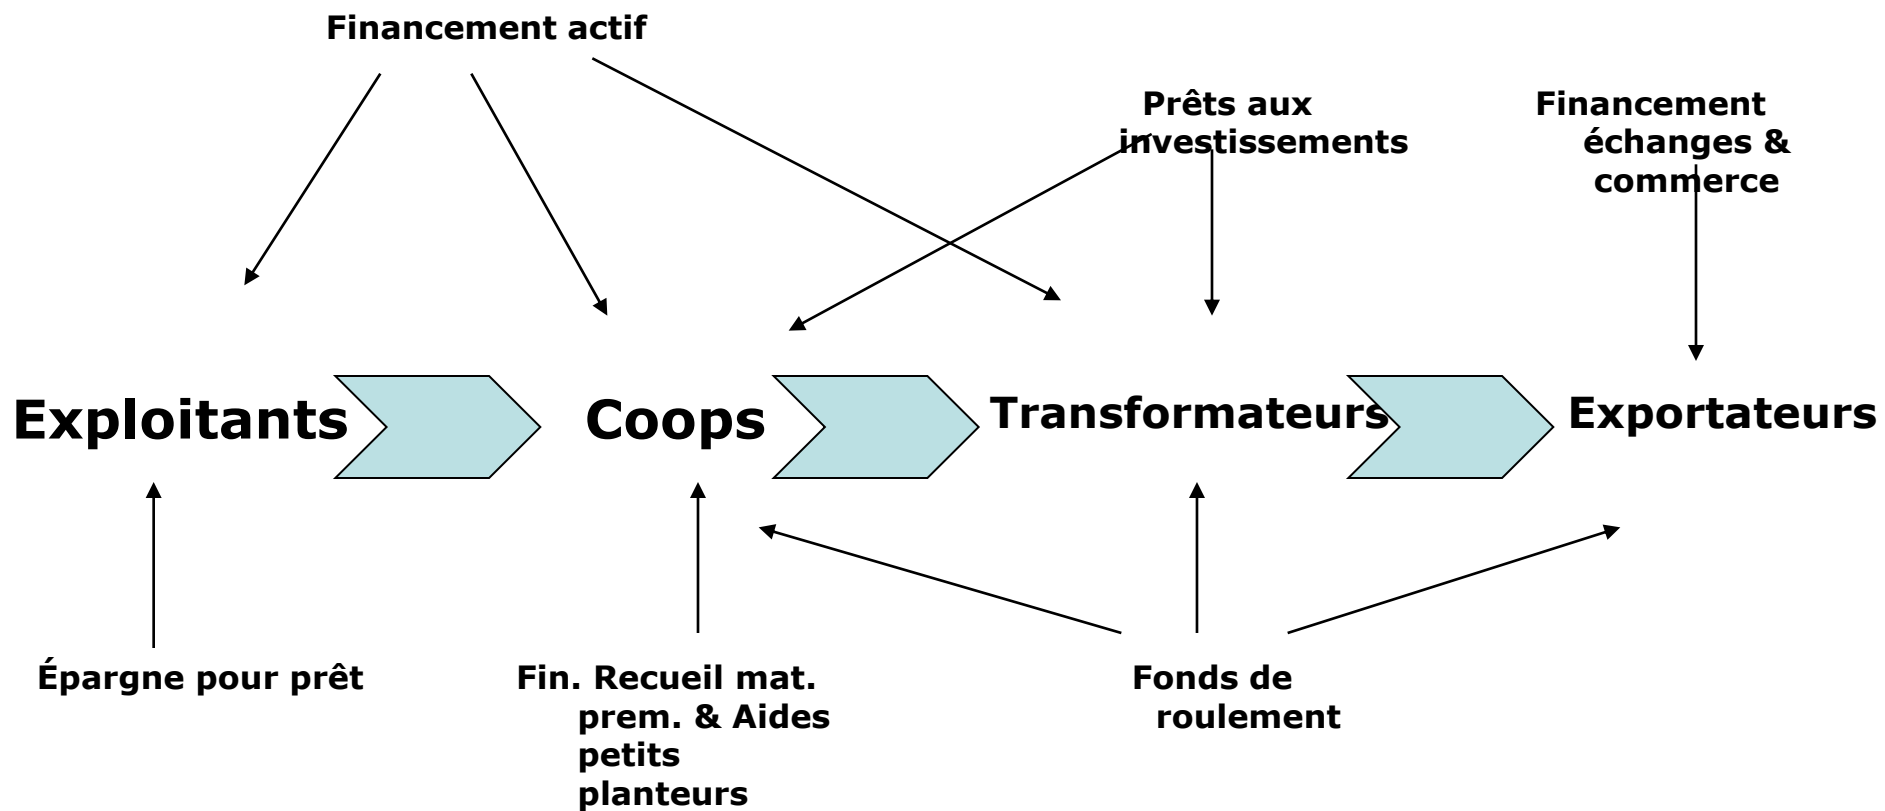 Financement actif
Prêts aux
investissements
Financement
échanges &
commerce
Exploitants
Coops
Transformateurs
Exportateurs
Épargne pour prêt
Fin. Recueil mat.
prem. & Aides
petits
planteurs
Fonds de
roulement